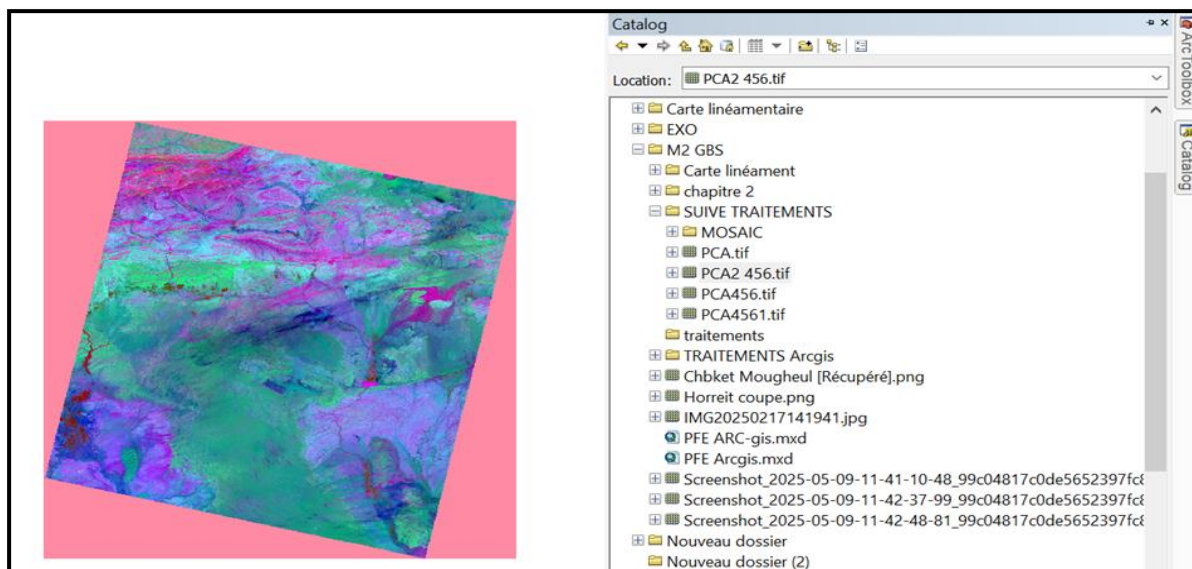 Catalog
Location: PCA2 456.tif
Carte linéamentaire
EXO
M2 GBS
Carte linéament
chapitre 2
SUIVE TRAITEMENTS
MOSAIC
PCA.tif
PCA2 456.tif
PCA456.tif
PCA4561.tif
traitements
TRAITEMENTS Arcgis
Chbket Mougheul [Récupéré].png
Horreit coupe.png
IMG20250217141941.jpg
PFE ARC-gis.mxd
PFE Arcgis.mxd
Screenshot_2025-05-09-11-41-10-48_99c04817c0de5652397fc8
Screenshot_2025-05-09-11-42-37-99_99c04817c0de5652397fc8
Screenshot_2025-05-09-11-42-48-81_99c04817c0de5652397fc8
Nouveau dossier
Nouveau dossier (2)
ArcToolbox
Catalog